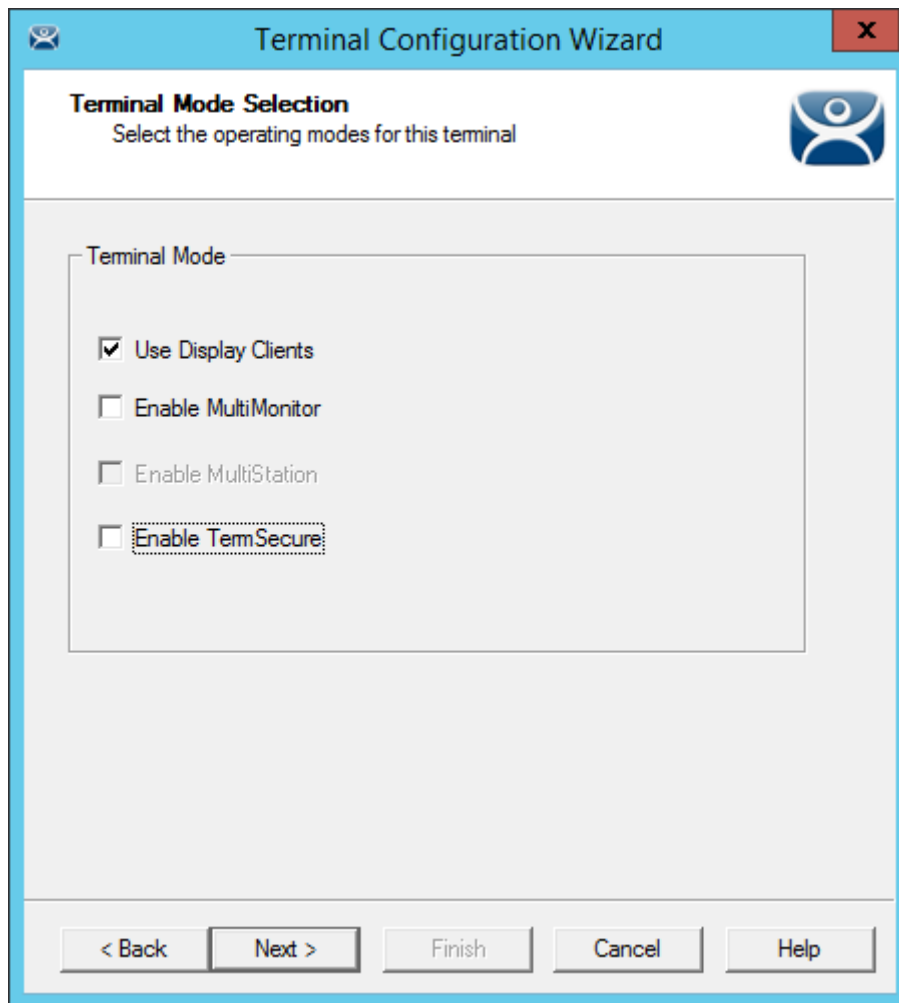 Terminal Configuration Wizard
x
Terminal Mode Selection
Select the operating modes for this terminal
Terminal Mode
Use Display Clients
Enable MultiMonitor
Enable MultiStation
Enable TermSecure
< Back Next > Finish Cancel Help